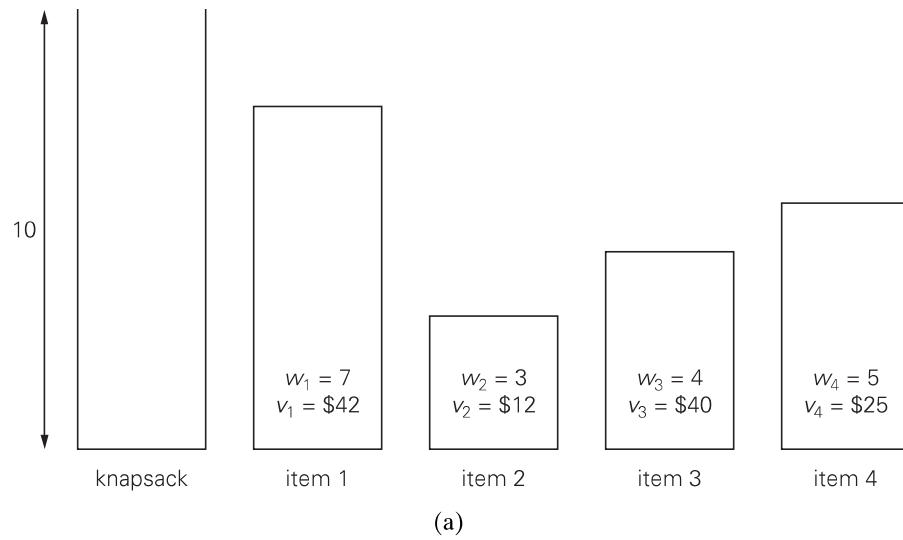 10
w₁ = 7
v₁ = $42
w₂ = 3
v₂ = $12
w₃ = 4
v₃ = $40
w₄ = 5
v₄ = $25
knapsack
item 1
item 2
item 3
item 4
(a)